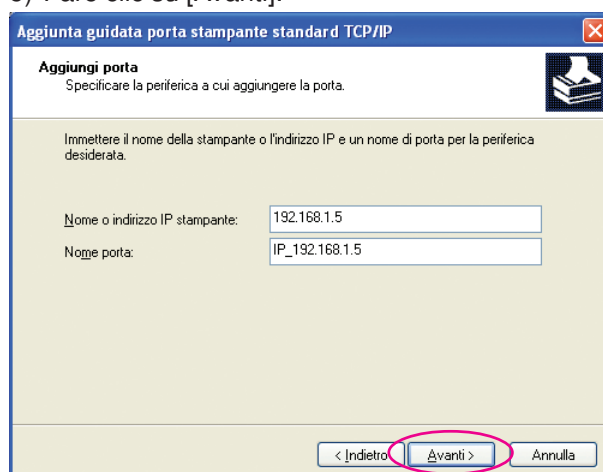 Aggiunta guidata porta stampante standard TCP/IP
Aggiungi porta
Specificare la periferica a cui aggiungere la porta.
Immettere il nome della stampante o l'indirizzo IP e un nome di porta per la periferica
desiderata.
Nome o indirizzo IP stampante: 192.168.1.5
Nome porta: IP_192.168.1.5
< Indietro Avanti > Annulla